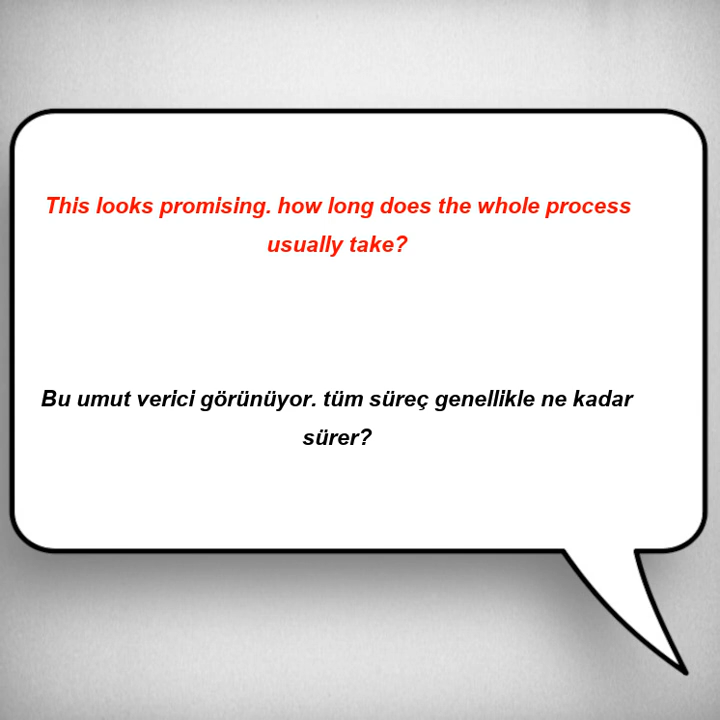 This looks promising. how long does the whole process
usually take?
Bu umut verici görünüyor. tüm süreç genellikle ne kadar
sürer?